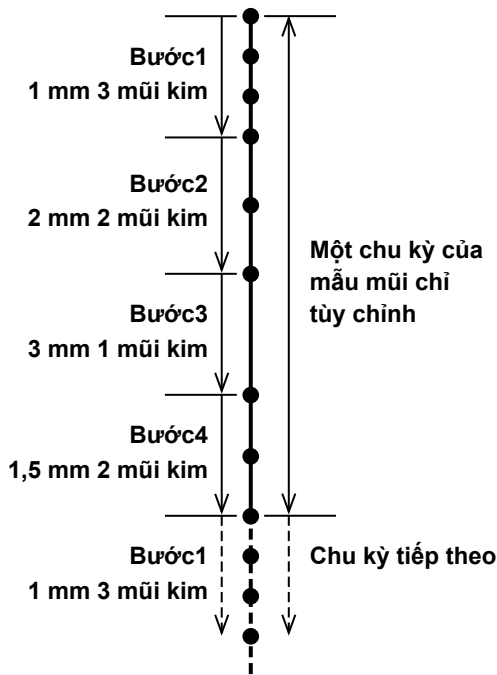 Bước1
1 mm 3 mũi kim
Bước2
2 mm 2 mũi kim
Một chu kỳ của
mẫu mũi chỉ
tùy chỉnh
Bước3
3 mm 1 mũi kim
Bước4
1,5 mm 2 mũi kim
Bước1
1 mm 3 mũi kim
Chu kỳ tiếp theo